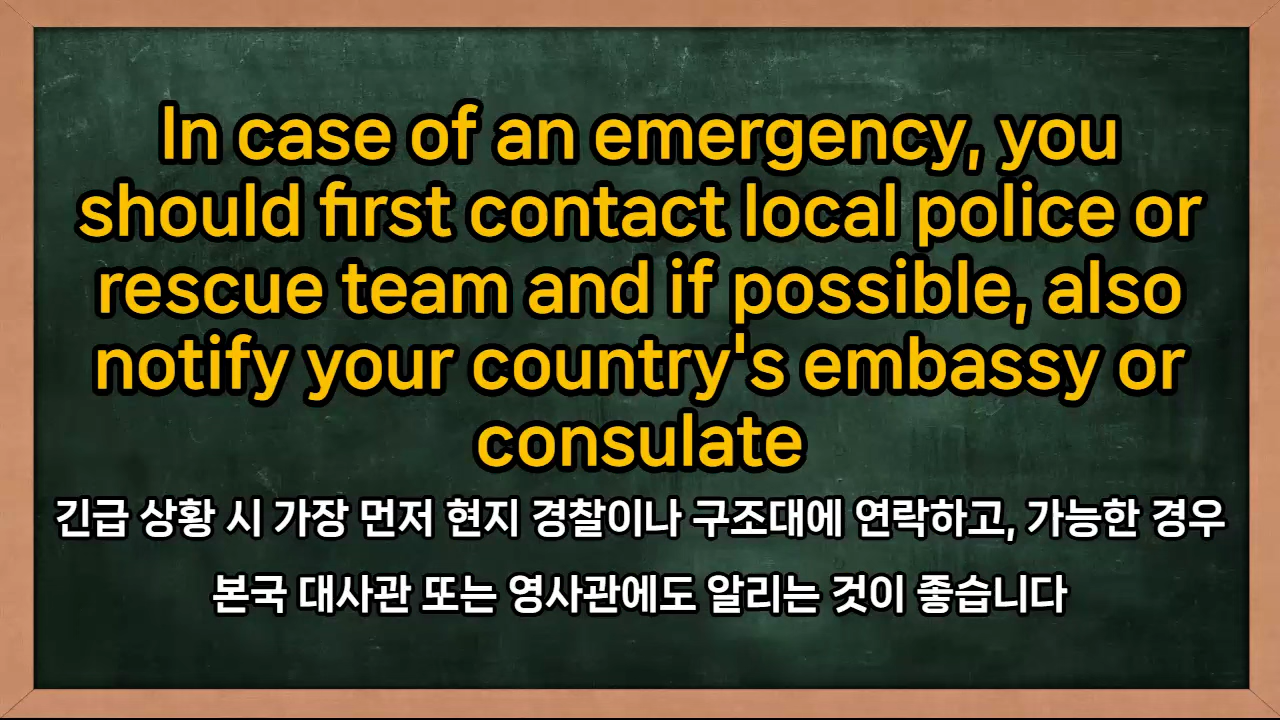 In case of an emergency, you
should first contact local police or
rescue team and if possible, also
notify your country's embassy or
consulate
긴급 상황 시 가장 먼저 현지 경찰이나 구조대에 연락하고, 가능한 경우
본국 대사관 또는 영사관에도 알리는 것이 좋습니다